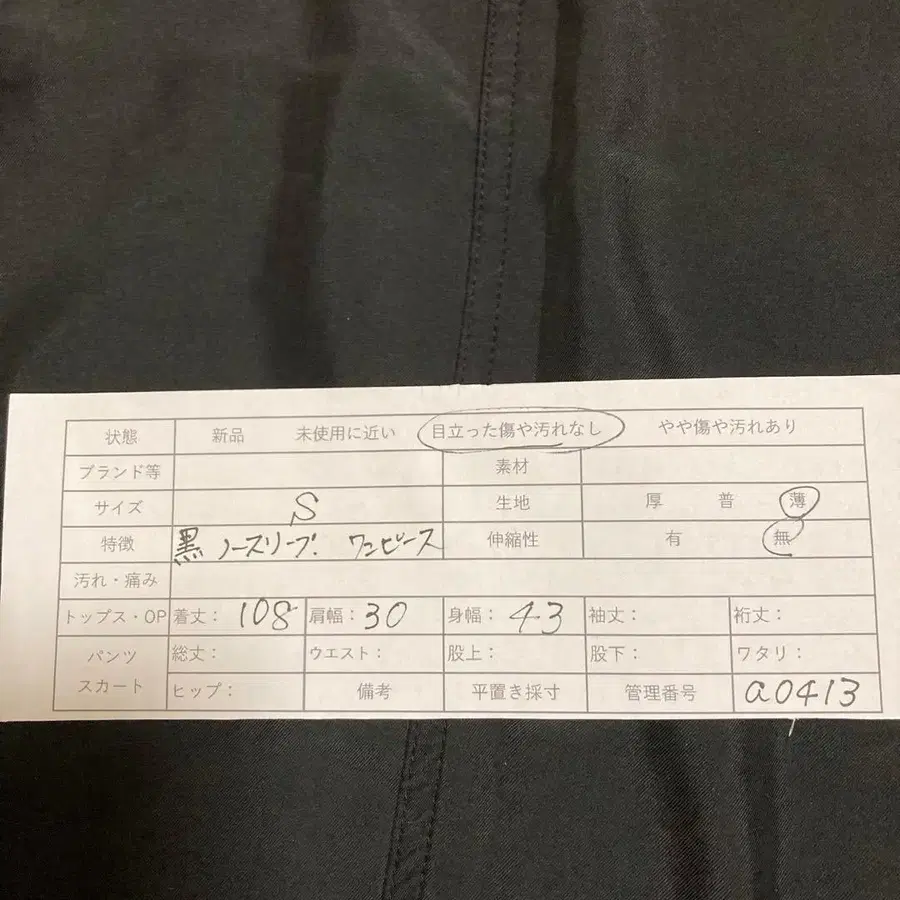 状態 新品 未使用に近い 目立った傷や汚れなし やや傷や汚れあり
ブランド等 素材
サイズ S 生地 厚 普 薄
特徴 黒 ノースリーブ. ワンピース 伸縮性 有 無
汚れ・痛み
トップス・OP 着丈： 108 肩幅：30 身幅： 43 袖丈： 裄丈：
パンツ 総丈： ウエスト： 股上： 股下： ワタリ：
スカート ヒップ： 備考 平置き採寸 管理番号 a0413